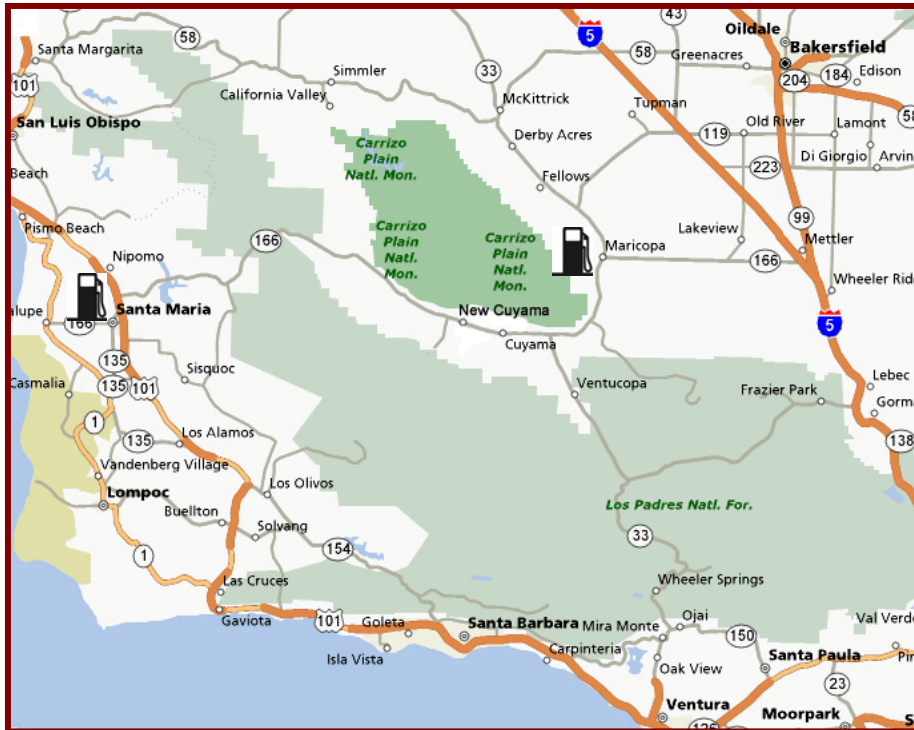 43
58
Oildale
5
Santa Margarita
58
Bakersfield
Simmler
33
Greenacres
204
184
Edison
101
California Valley
McKittrick
Tupman
58
San Luis Obispo
Derby Acres
119
Old River
Lamont
Carrizo
Plain
Natl. Mon.
223
Di Giorgio
Arvin
Beach
Fellows
Pismo Beach
Carrizo
Plain
Natl.
Mon.
Carrizo
Plain
Natl.
Mon.
99
Lakeview
Mettler
166
Maricopa
166
Nipomo
Wheeler Ridg
Santa Maria
New Cuyama
alupe
166
5
Cuyama
135
Sisquoc
Casmalia
135
101
Ventucopa
Frazier Park
Lebec
Gorma
1
135
Los Alamos
138
Vandenberg Village
Lompoc
Los Olivos
Los Padres Natl. For.
Buellton
Solvang
33
1
154
Las Cruces
Wheeler Springs
Gaviota
101
Goleta
Santa Barbara
Mira Monte
Ojai
150
Val Verde
Isla Vista
Carpinteria
Oak View
Santa Paula
23
Ventura
126
Moorpark